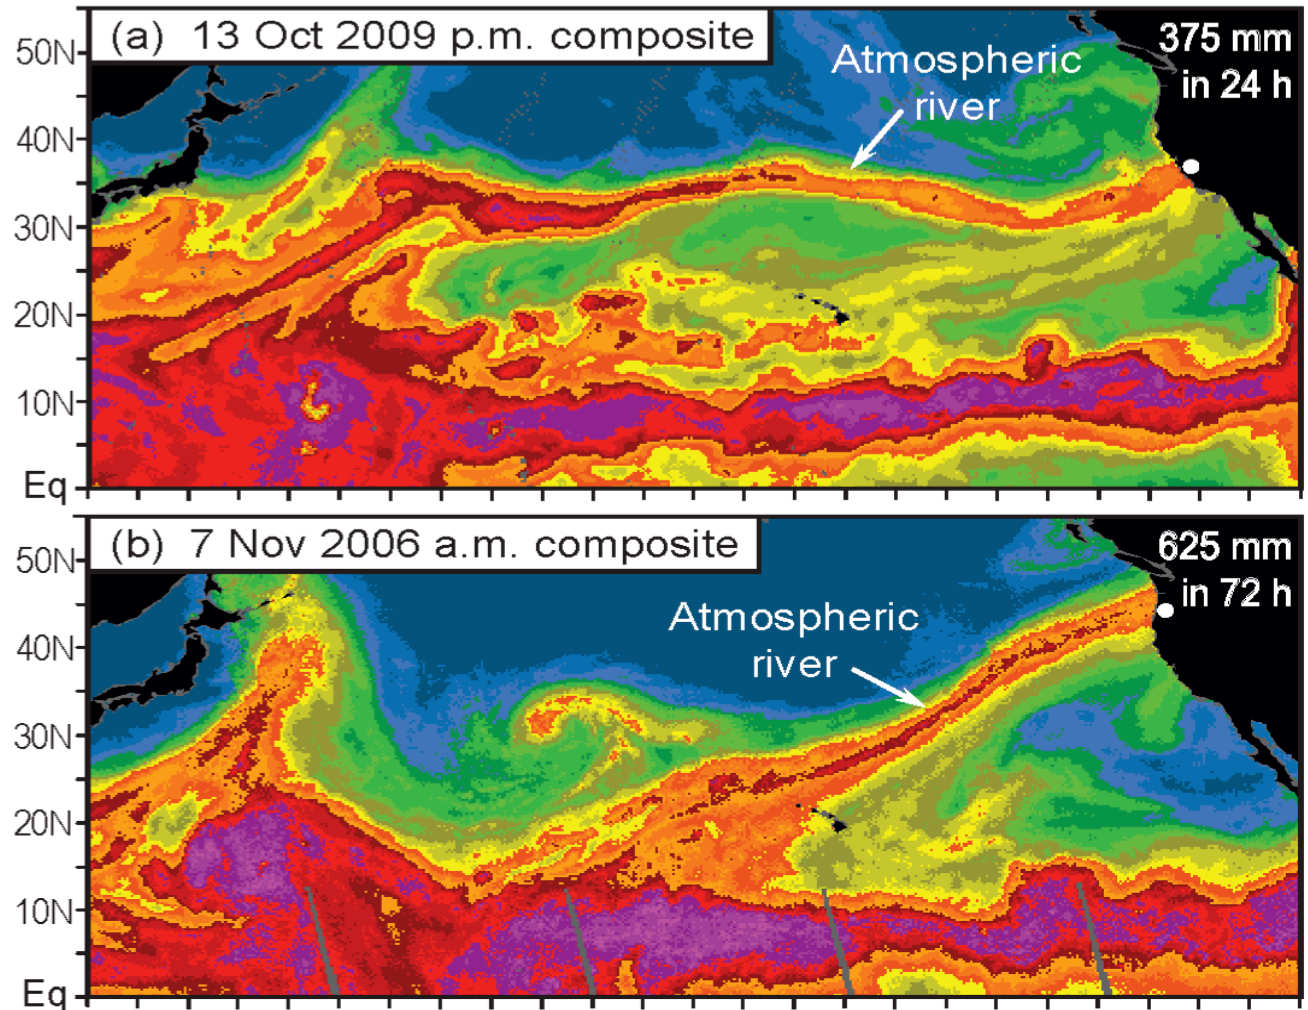 (a) 13 Oct 2009 p.m. composite
375 mm
in 24 h
Atmospheric
river
50N
40N
30N
20N
10N
Eq
(b) 7 Nov 2006 a.m. composite
625 mm
in 72 h
Atmospheric
river
50N
40N
30N
20N
10N
Eq